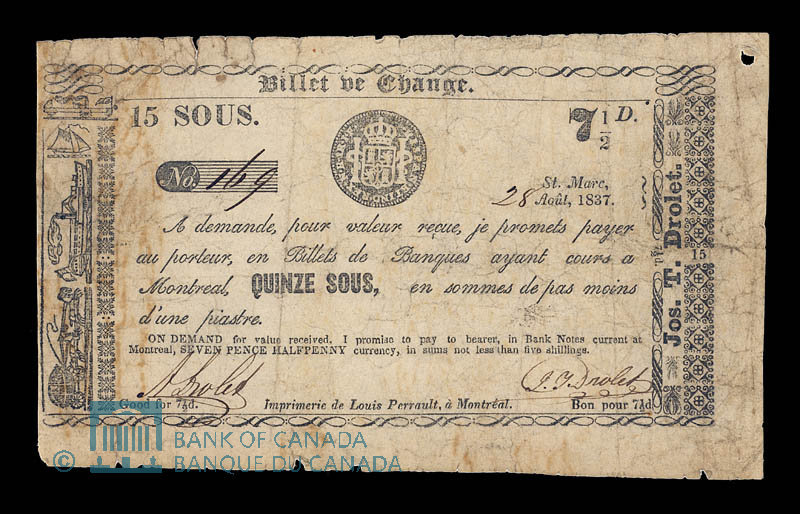 Billet de Change.
15 SOUS.
7 1/2 D.
No. 169
St. Marc,
28 Août, 1837.
A demande, pour valeur reçue, je promets payer
au porteur, en Billets de Banques ayant cours a
Montreal, QUINZE SOUS, en sommes de pas moins
d'une piastre.
ON DEMAND for value received, I promise to pay to bearer, in Bank Notes current at
Montreal, SEVEN PENCE HALFPENNY currency, in sums not less than five shillings.
J. T. Drolet
Good for 7½d.
Imprimerie de Louis Perrault, à Montréal.
Bon pour 7½d
Jos. T. Drolet.
15
© BANK OF CANADA
BANQUE DU CANADA